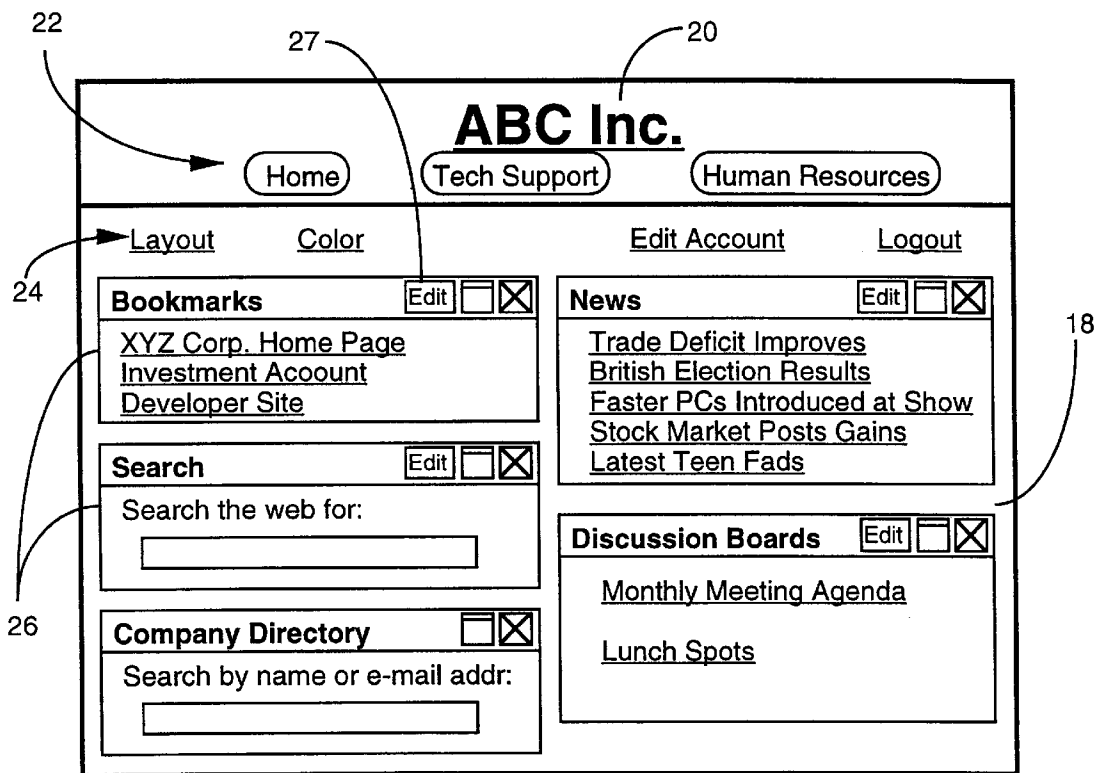 22
27
20
ABC Inc.
Home Tech Support Human Resources
Layout Color Edit Account Logout
24
Bookmarks Edit
XYZ Corp. Home Page
Investment Acoount
Developer Site
Search Edit
Search the web for:
26
Company Directory
Search by name or e-mail addr:
News Edit
Trade Deficit Improves
British Election Results
Faster PCs Introduced at Show
Stock Market Posts Gains
Latest Teen Fads
18
Discussion Boards Edit
Monthly Meeting Agenda
Lunch Spots